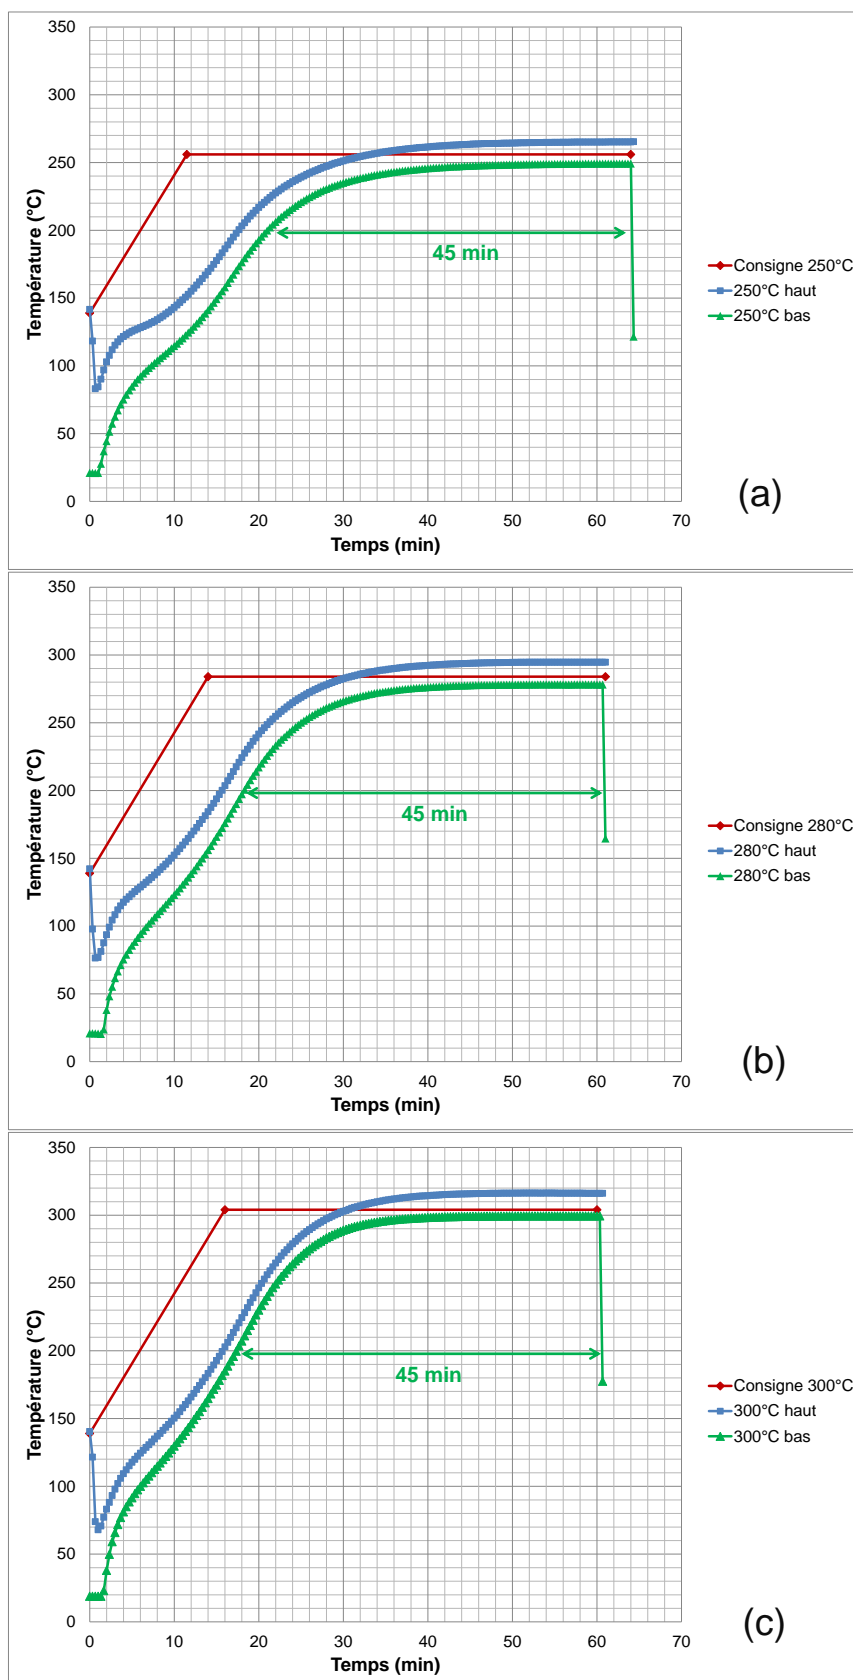 350
300
250
200
150
100
50
0
Température (°C)
0 10 20 30 40 50 60 70
Temps (min)
45 min
Consigne 250°C
250°C haut
250°C bas
(a)
350
300
250
200
150
100
50
0
Température (°C)
0 10 20 30 40 50 60 70
Temps (min)
45 min
Consigne 280°C
280°C haut
280°C bas
(b)
350
300
250
200
150
100
50
0
Température (°C)
0 10 20 30 40 50 60 70
Temps (min)
45 min
Consigne 300°C
300°C haut
300°C bas
(c)